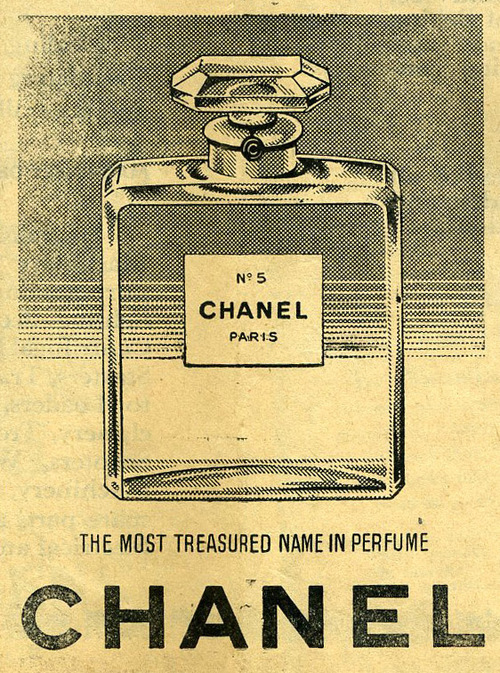 C
Nº 5
CHANEL
PARIS
THE MOST TREASURED NAME IN PERFUME
CHANEL